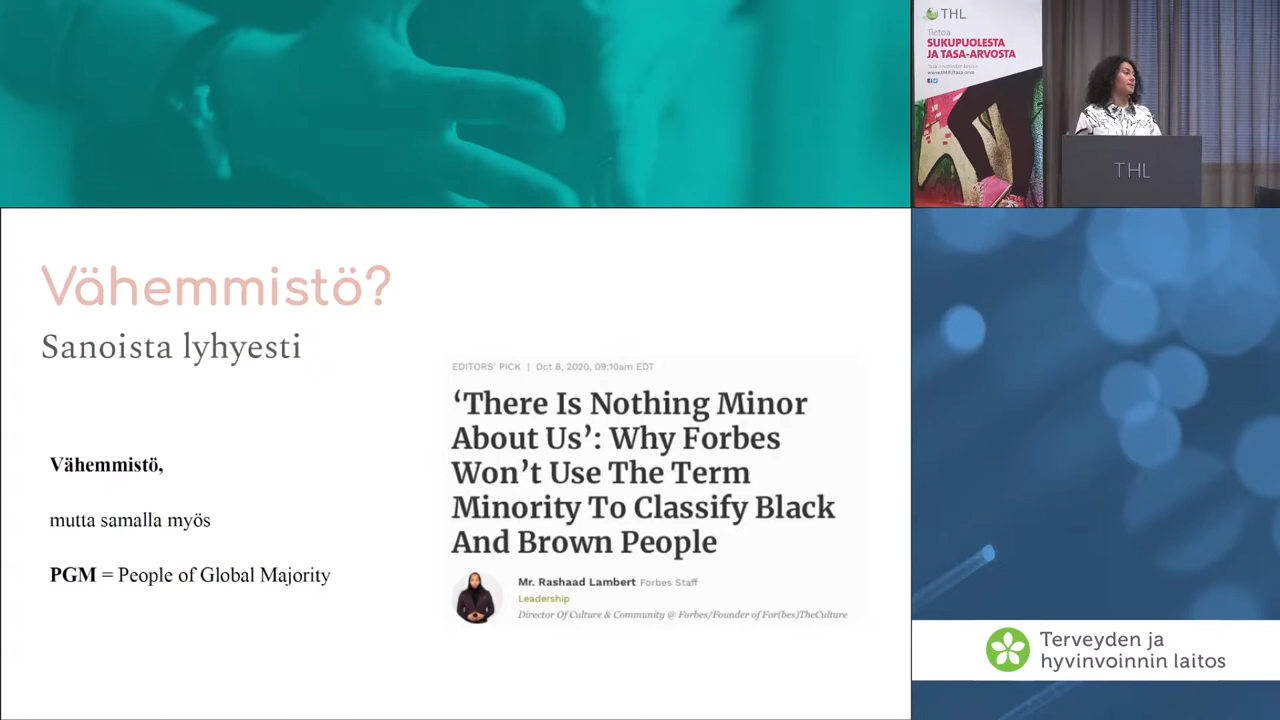 Vähemmistö?
Sanoista lyhyesti
Vähemmistö,
mutta samalla myös
PGM = People of Global Majority
EDITORS' PICK | Oct 8, 2020, 09:10am EDT
‘There Is Nothing Minor
About Us’: Why Forbes
Won’t Use The Term
Minority To Classify Black
And Brown People
Mr. Rashaad Lambert Forbes Staff
Leadership
Director Of Culture & Community @ Forbes/Founder of For(bes)TheCulture
THL
Tietoa
SUKUPUOLESTA
JA TASA-ARVOSTA
THL
Terveyden ja
hyvinvoinnin laitos